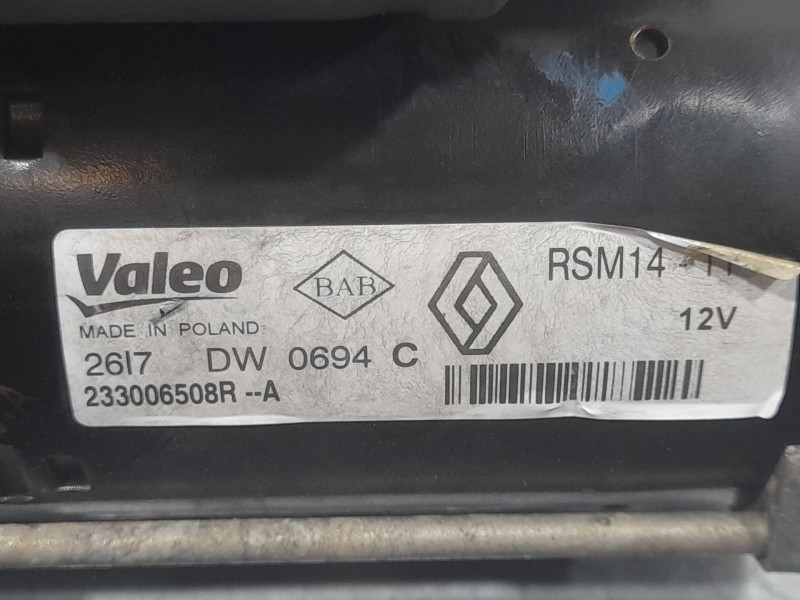 Valeo
MADE IN POLAND
BAB
RSM14 -
12V
26I7 DW 0694 C
233006508R --A